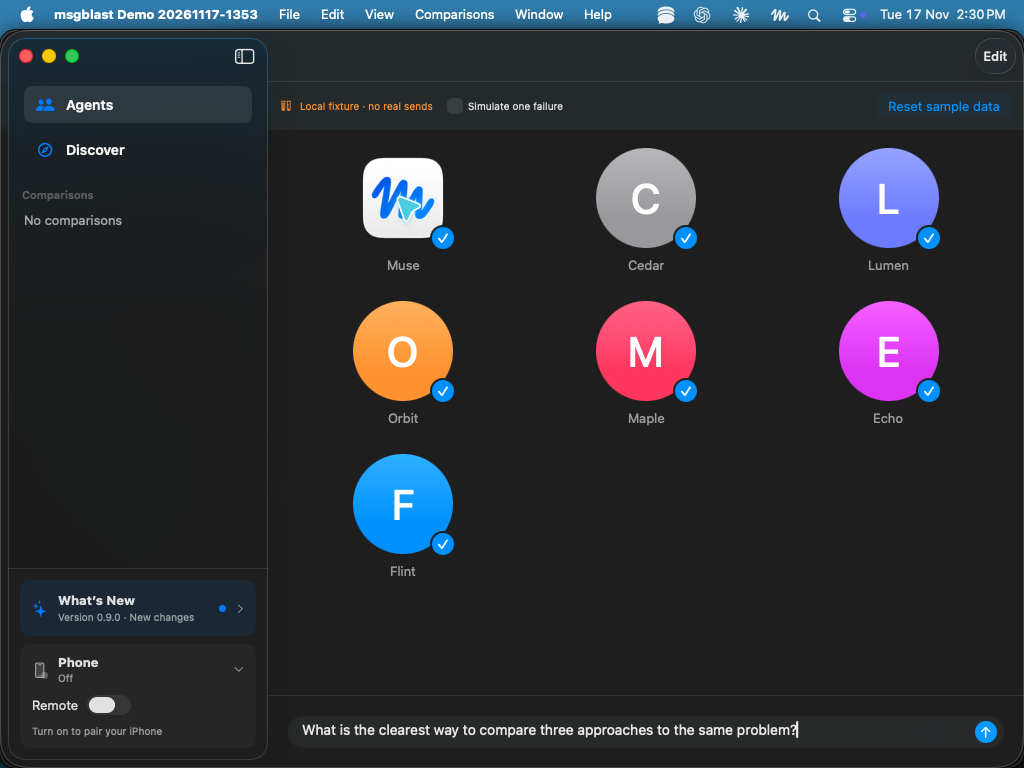 msgblast Demo 20261117-1353 File Edit View Comparisons Window Help Tue 17 Nov 2:30 PM
Edit
Agents
Discover
Comparisons
No comparisons
Local fixture · no real sends Simulate one failure Reset sample data
Muse
C
Cedar
L
Lumen
O
Orbit
M
Maple
E
Echo
F
Flint
What's New
Version 0.9.0 · New changes
Phone
Off
Remote
Turn on to pair your iPhone
What is the clearest way to compare three approaches to the same problem?